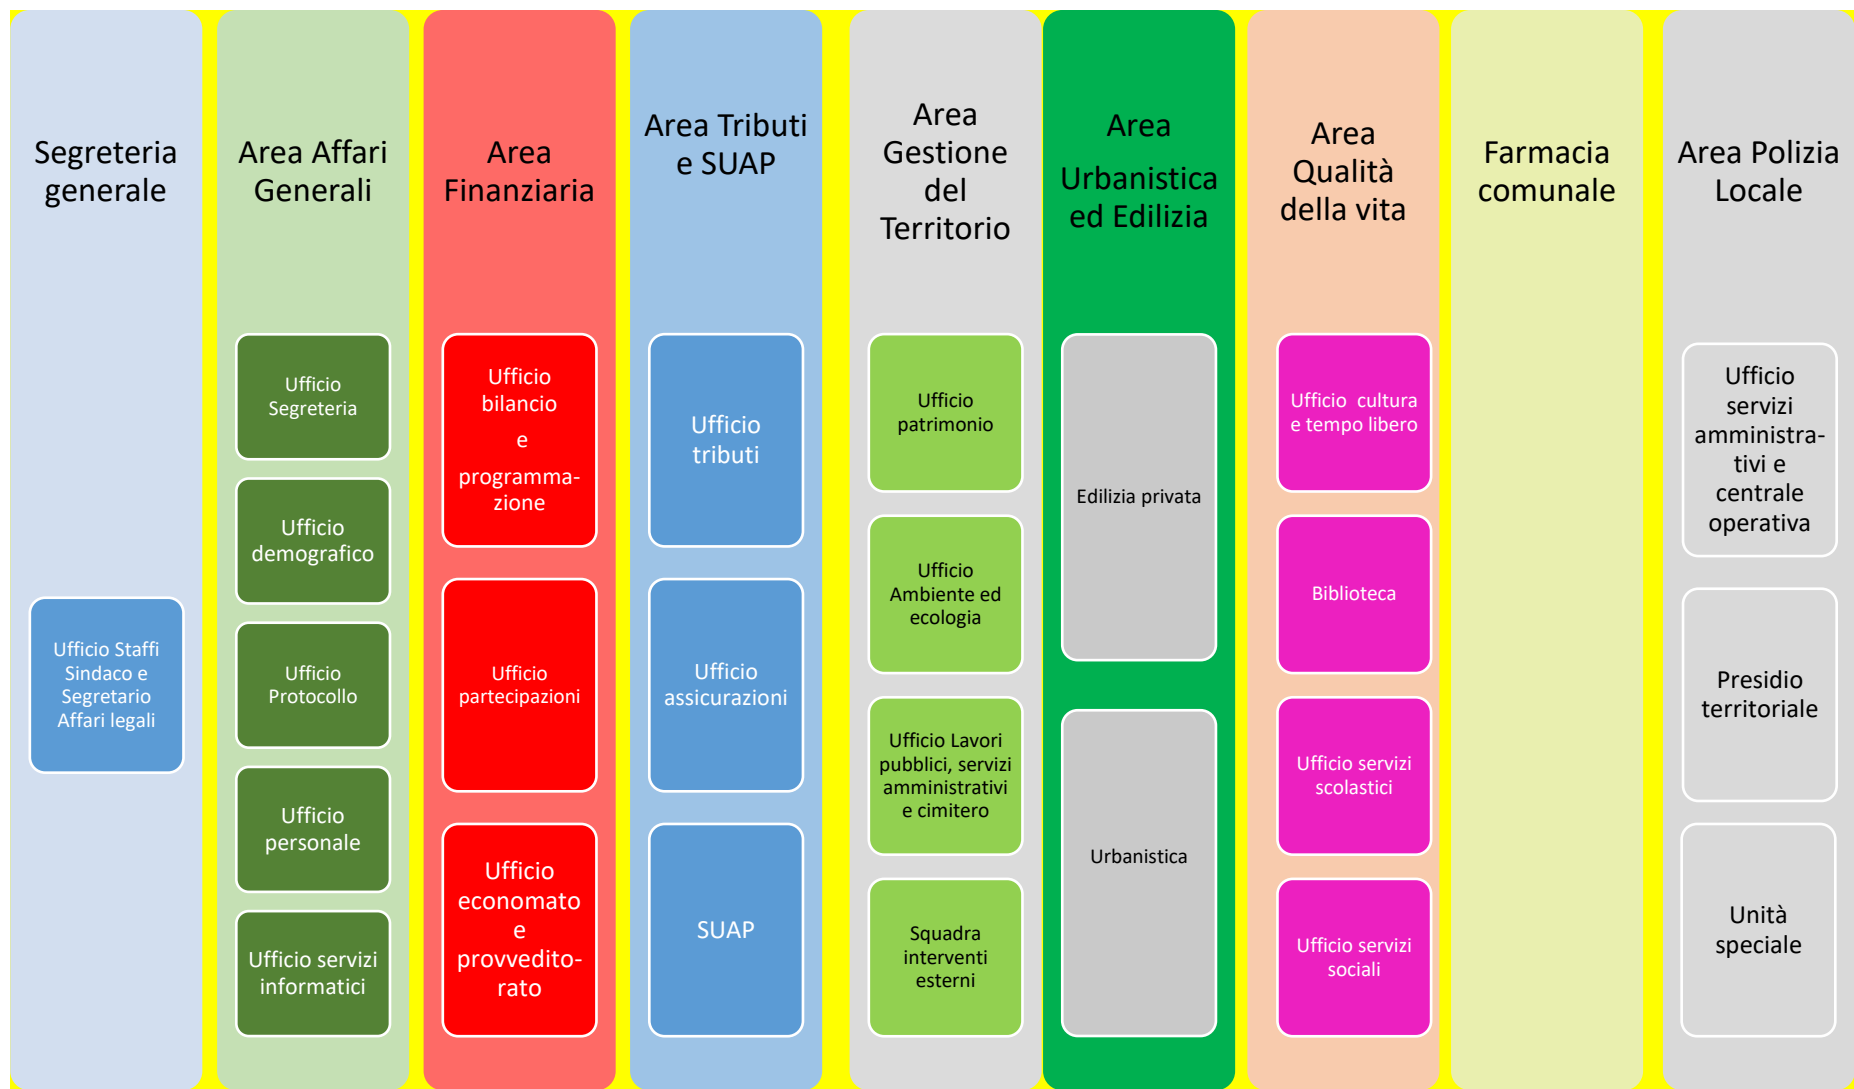 Segreteria
generale
Ufficio Staffi
Sindaco e
Segretario
Affari legali
Area Affari
Generali
Ufficio
Segreteria
Ufficio
demografico
Ufficio
Protocollo
Ufficio
personale
Ufficio servizi
informatici
Area
Finanziaria
Ufficio
bilancio
e
programma-
zione
Ufficio
partecipazioni
Ufficio
economato
e
provvedito-
rato
Area Tributi
e SUAP
Ufficio
tributi
Ufficio
assicurazioni
SUAP
Area
Gestione
del
Territorio
Ufficio
patrimonio
Ufficio
Ambiente ed
ecologia
Ufficio Lavori
pubblici, servizi
amministrativi
e cimitero
Squadra
interventi
esterni
Area
Urbanistica
ed Edilizia
Edilizia privata
Urbanistica
Area
Qualità
della vita
Ufficio cultura
e tempo libero
Biblioteca
Ufficio servizi
scolastici
Ufficio servizi
sociali
Farmacia
comunale
Area Polizia
Locale
Ufficio
servizi
amministra-
tivi e
centrale
operativa
Presidio
territoriale
Unità
speciale